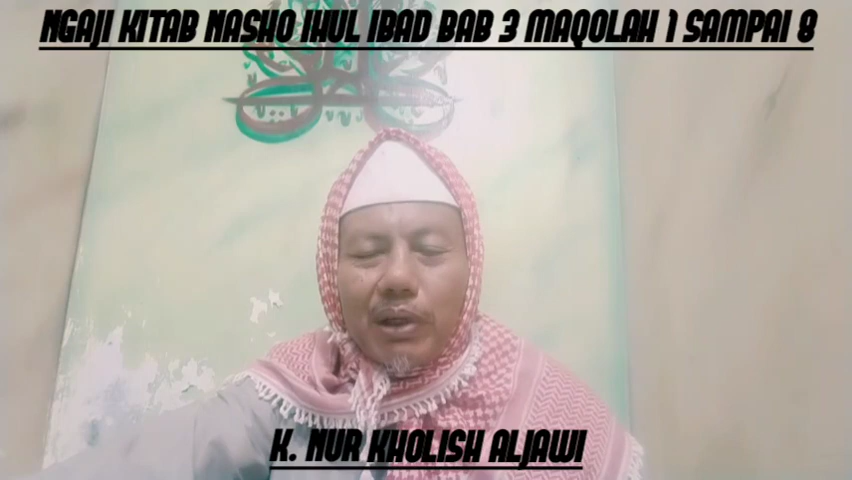 NGAJI KITAB NASHO IHUL IBAD BAB 3 MAQOLAH 1 SAMPAI 8
K. NUR KHOLISH ALJAWI